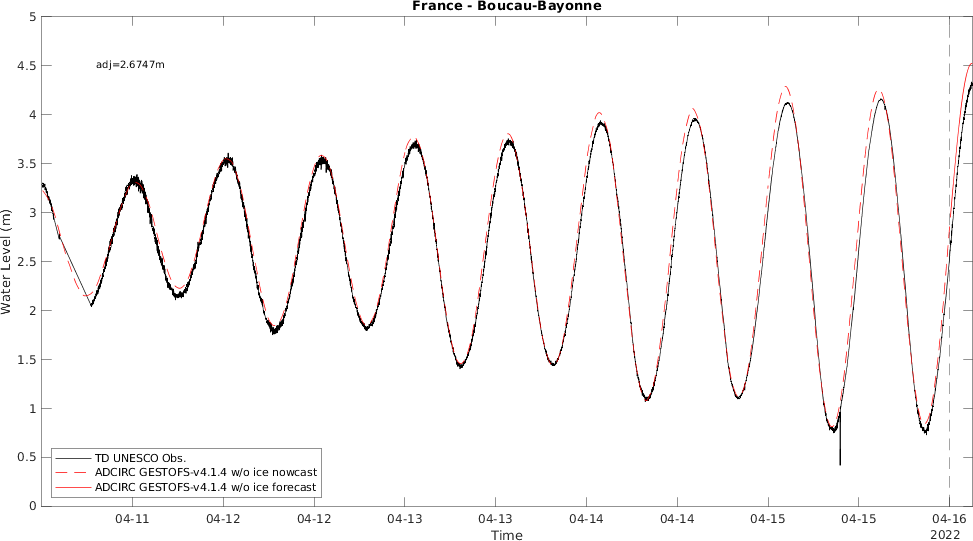 France - Boucau-Bayonne
5
4.5
4
3.5
3
2.5
2
1.5
1
0.5
0
Water Level (m)
adj=2.6747m
TD UNESCO Obs.
ADCIRC GESTOFS-v4.1.4 w/o ice nowcast
ADCIRC GESTOFS-v4.1.4 w/o ice forecast
04-11 04-12 04-12 04-13 04-13 04-14 04-14 04-15 04-15 04-16
Time
2022